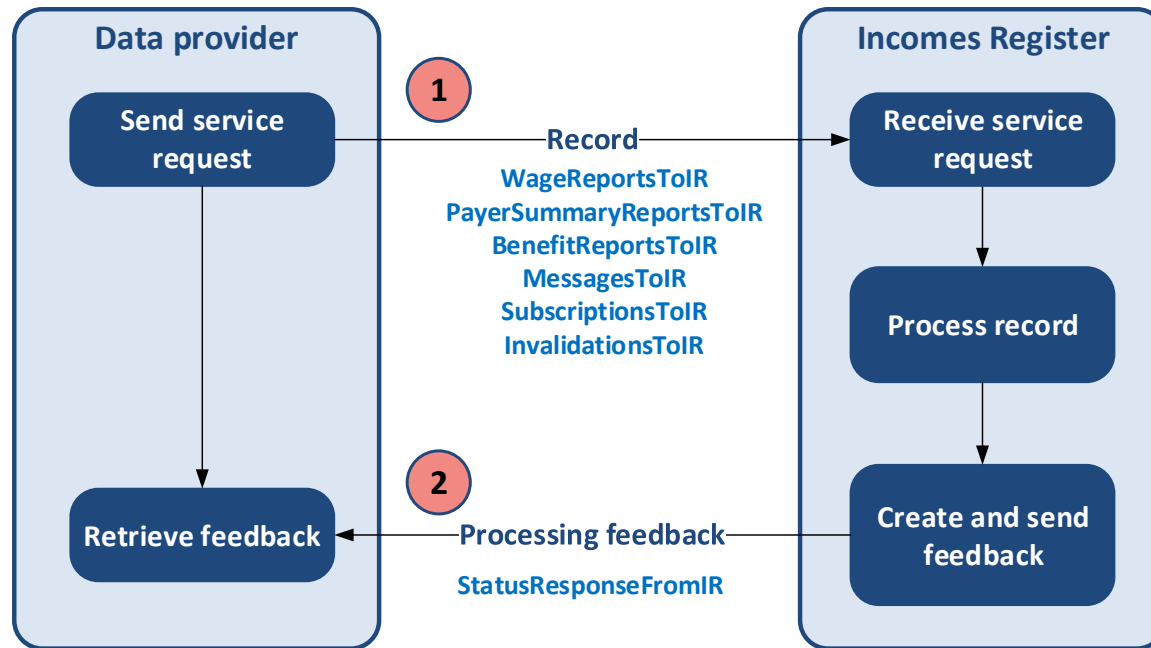 Data provider
Incomes Register
1
Send service
request
Record
Receive service
request
WageReportsToIR
PayerSummaryReportsToIR
BenefitReportsToIR
MessagesToIR
SubscriptionsToIR
InvalidationsToIR
Process record
2
Retrieve feedback
Processing feedback
Create and send
feedback
StatusResponseFromIR